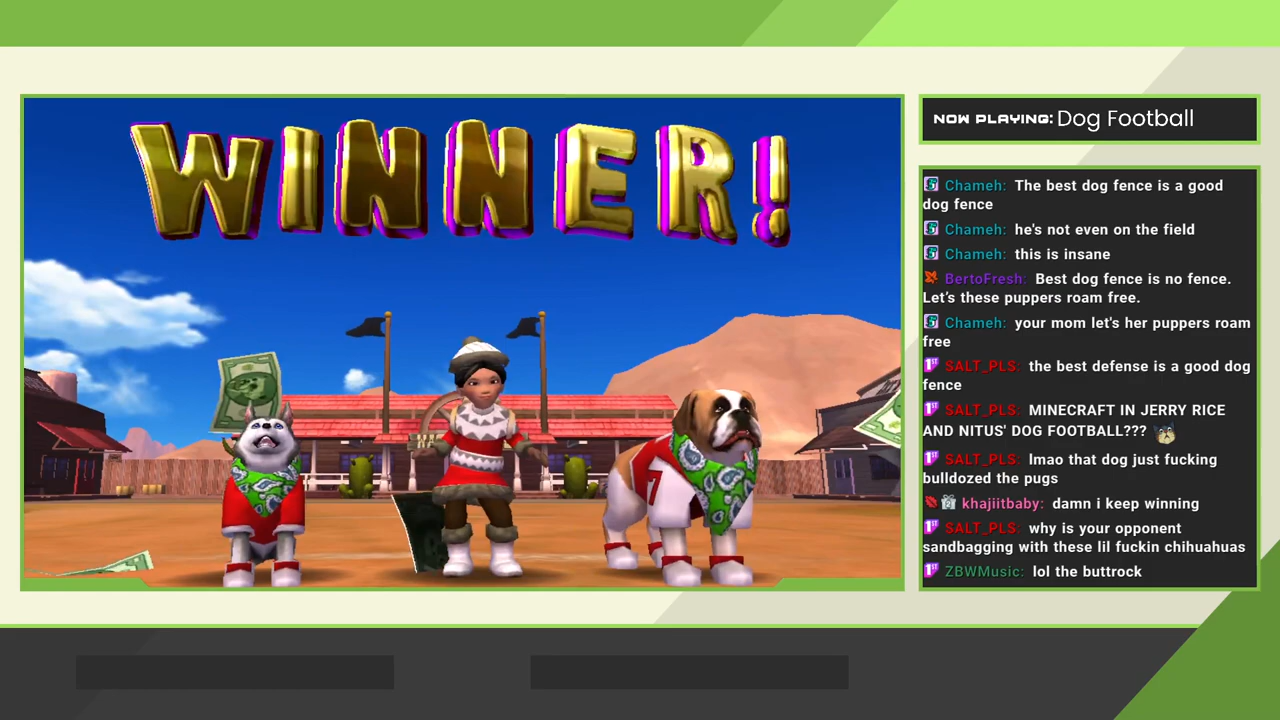 WINNER!
NOW PLAYING: Dog Football
Chameh: The best dog fence is a good
dog fence
Chameh: he's not even on the field
Chameh: this is insane
BertoFresh: Best dog fence is no fence.
Let's these puppers roam free.
Chameh: your mom let's her puppers roam
free
SALT_PLS: the best defense is a good dog
fence
SALT_PLS: MINECRAFT IN JERRY RICE
AND NITUS' DOG FOOTBALL???
SALT_PLS: lmao that dog just fucking
bulldozed the pugs
khajiitbaby: damn i keep winning
SALT_PLS: why is your opponent
sandbagging with these lil fuckin chihuahuas
ZBWMusic: lol the buttrock
7